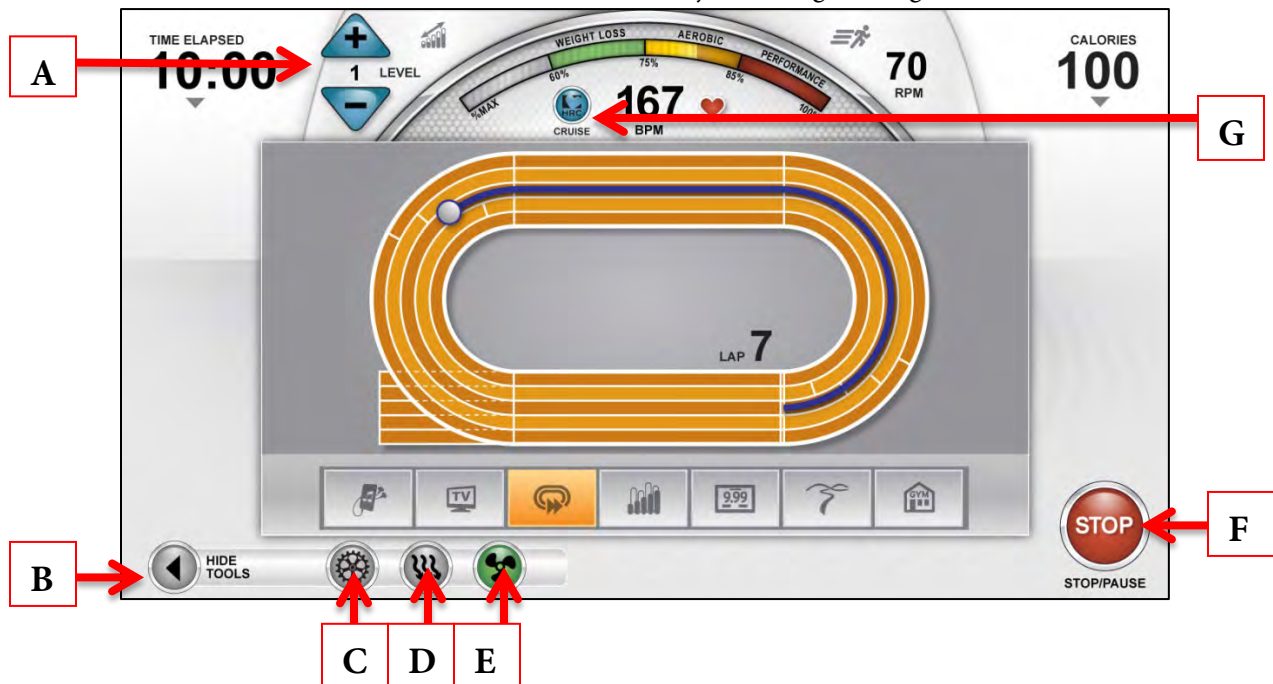 TIME ELAPSED
10:00
1 LEVEL
%MAX
60%
WEIGHT LOSS
75%
AEROBIC
85%
PERFORMANCE
100%
HRC
CRUISE
167
BPM
70
RPM
CALORIES
100
A
G
LAP 7
TV
9.99
GYM
HIDE
TOOLS
STOP
STOP/PAUSE
B
F
C D E